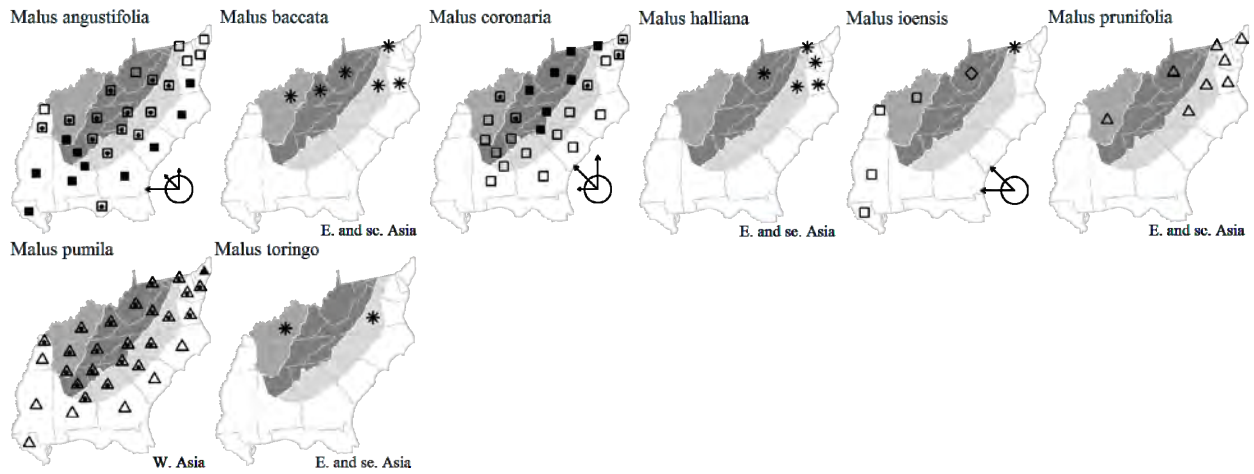 Malus angustifolia
Malus baccata
Malus coronaria
Malus halliana
Malus ioensis
Malus prunifolia
E. and se. Asia
E. and se. Asia
E. and se. Asia
Malus pumila
Malus toringo
W. Asia
E. and se. Asia